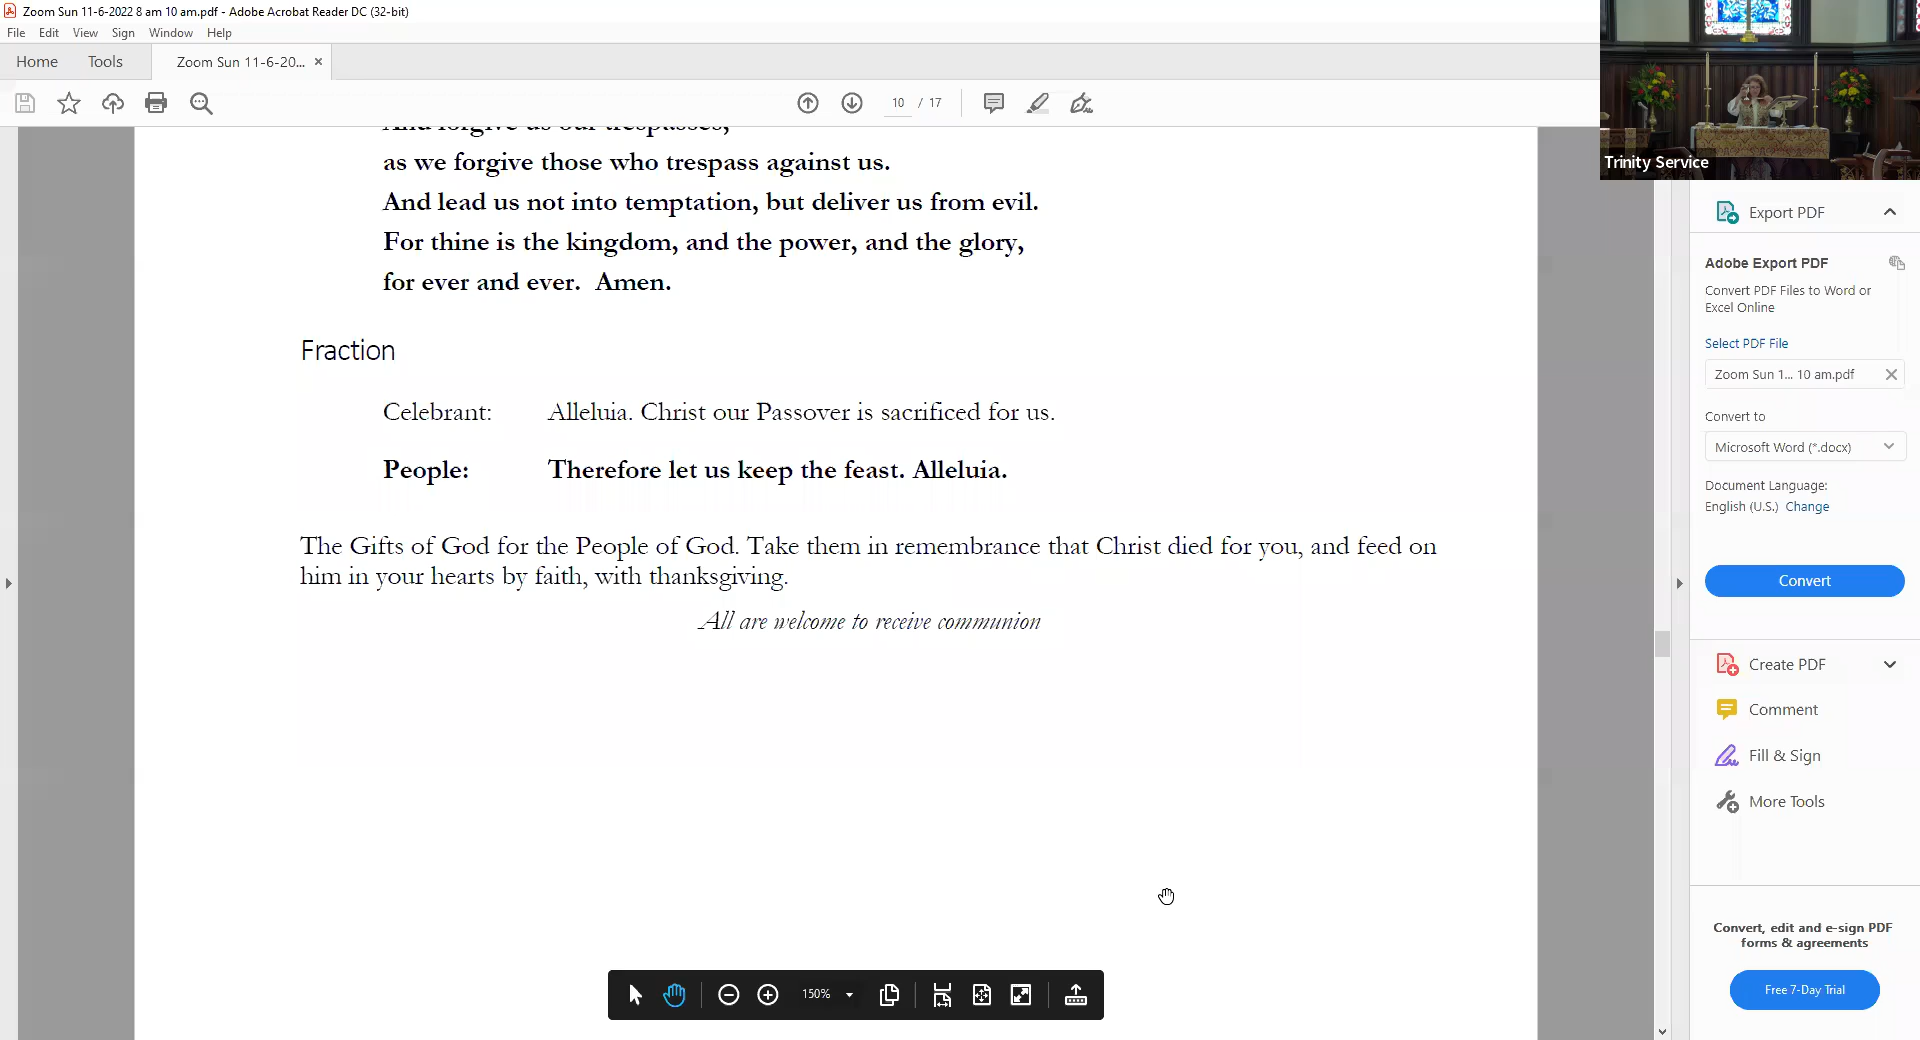 Zoom Sun 11-6-2022 8 am 10 am.pdf - Adobe Acrobat Reader DC (32-bit)
File Edit View Sign Window Help
Home Tools Zoom Sun 11-6-20...
10 / 17
Trinity Service
And forgive us our trespasses,
as we forgive those who trespass against us.
And lead us not into temptation, but deliver us from evil.
For thine is the kingdom, and the power, and the glory,
for ever and ever. Amen.
Fraction
Celebrant: Alleluia. Christ our Passover is sacrificed for us.
People: Therefore let us keep the feast. Alleluia.
The Gifts of God for the People of God. Take them in remembrance that Christ died for you, and feed on
him in your hearts by faith, with thanksgiving.
All are welcome to receive communion
150%
Export PDF
Adobe Export PDF
Convert PDF Files to Word or
Excel Online
Select PDF File
Zoom Sun 1... 10 am.pdf
Convert to
Microsoft Word (*.docx)
Document Language:
English (U.S.) Change
Convert
Create PDF
Comment
Fill & Sign
More Tools
Convert, edit and e-sign PDF
forms & agreements
Free 7-Day Trial